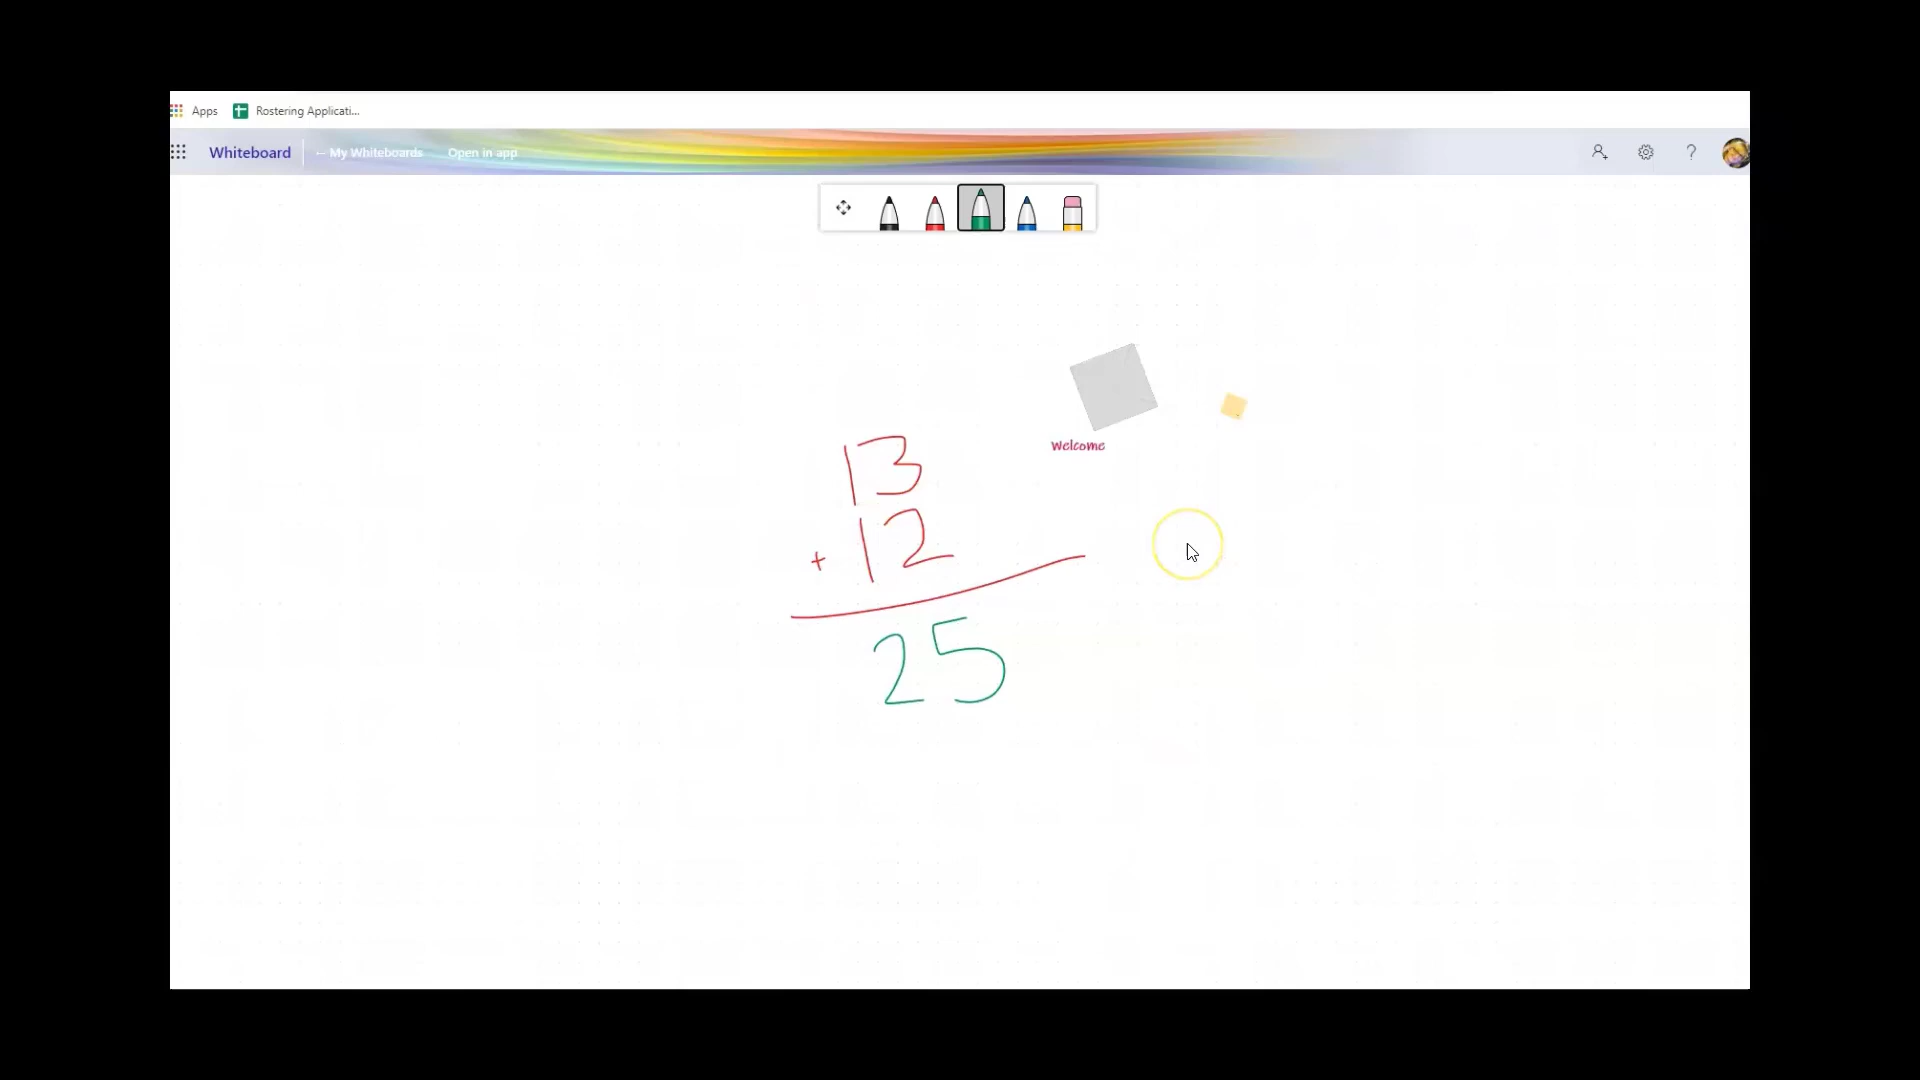 Apps Rostering Applicati...
Whiteboard ← My Whiteboards Open in app ?
Welcome
13
+ 12
25